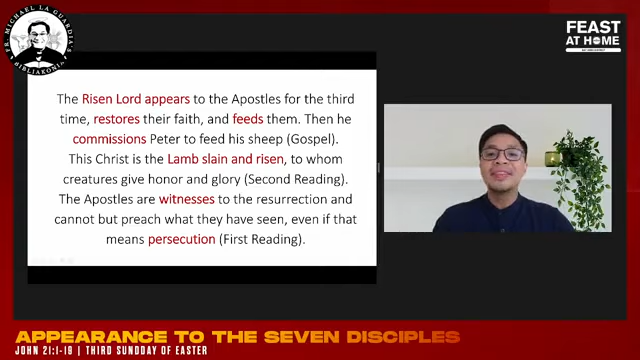 FR. MICHAEL LA GUARDIA'S
BIBLIAKONIA
FEAST
AT HOME
The Risen Lord appears to the Apostles for the third
time, restores their faith, and feeds them. Then he
commissions Peter to feed his sheep (Gospel).
This Christ is the Lamb slain and risen, to whom
creatures give honor and glory (Second Reading).
The Apostles are witnesses to the resurrection and
cannot but preach what they have seen, even if that
means persecution (First Reading).
APPEARANCE TO THE SEVEN DISCIPLES
JOHN 21:1-19 | THIRD SUNDDAY OF EASTER